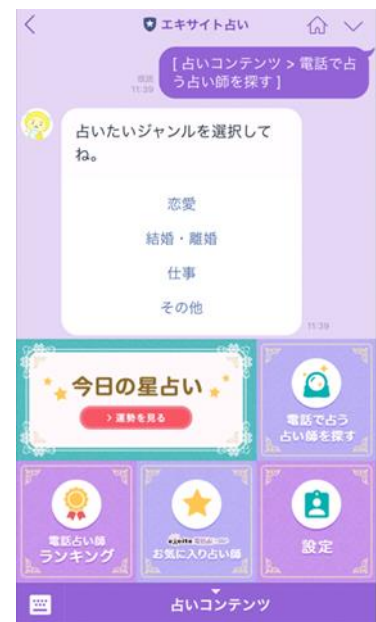 エキサイト占い
[ 占いコンテンツ > 電話で占
う占い師を探す ]
既読
11:39
占いたいジャンルを選択して
ね。
恋愛
結婚・離婚
仕事
その他
11:39
今日の星占い
> 運勢を見る
電話で占う
占い師を探す
電話占い師
ランキング
excite 電話占い
お気に入り占い師
設定
占いコンテンツ